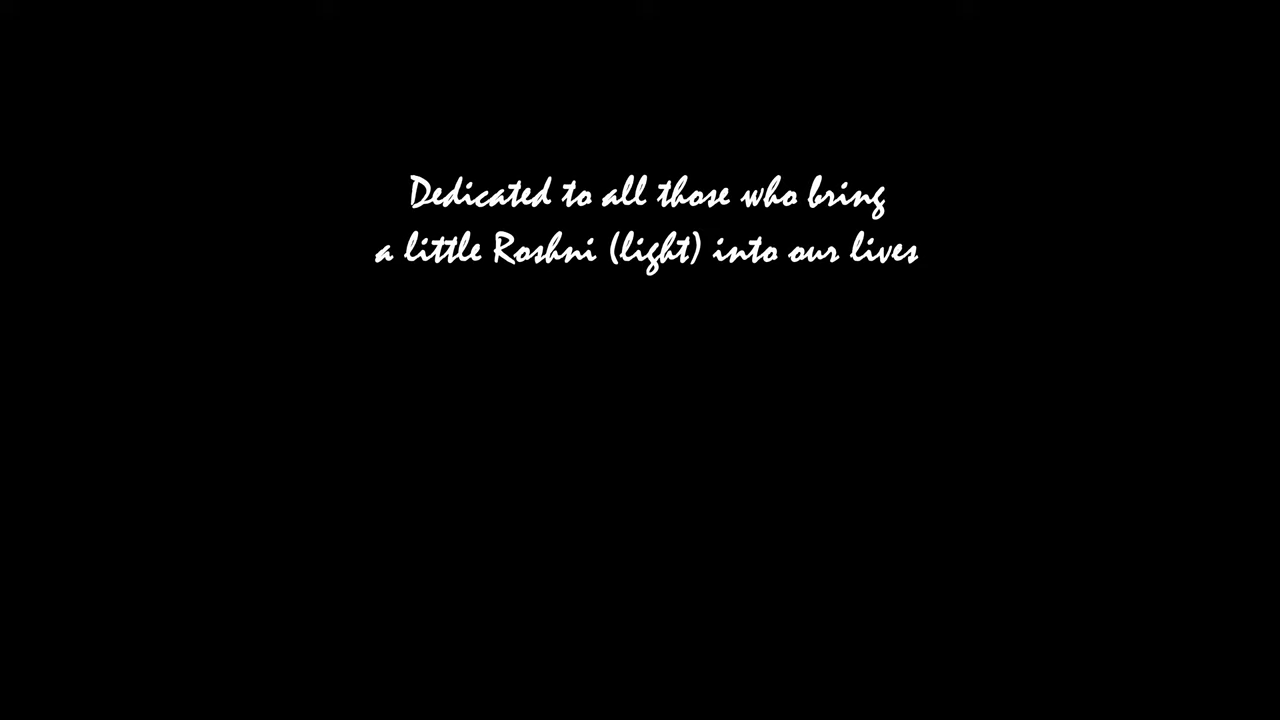 Dedicated to all those who bring
a little Roshni (light) into our lives